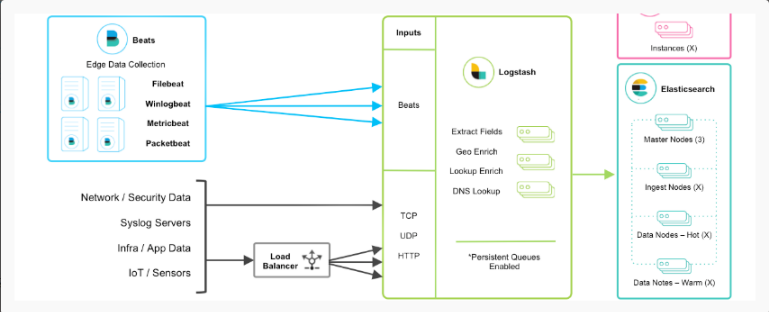 Beats
Edge Data Collection
Filebeat
Winlogbeat
Metricbeat
Packetbeat
Network / Security Data
Syslog Servers
Infra / App Data
IoT / Sensors
Load
Balancer
Inputs
Beats
TCP
UDP
HTTP
Logstash
Extract Fields
Geo Enrich
Lookup Enrich
DNS Lookup
*Persistent Queues
Enabled
Instances (X)
Elasticsearch
Master Nodes (3)
Ingest Nodes (X)
Data Nodes – Hot (X)
Data Notes – Warm (X)